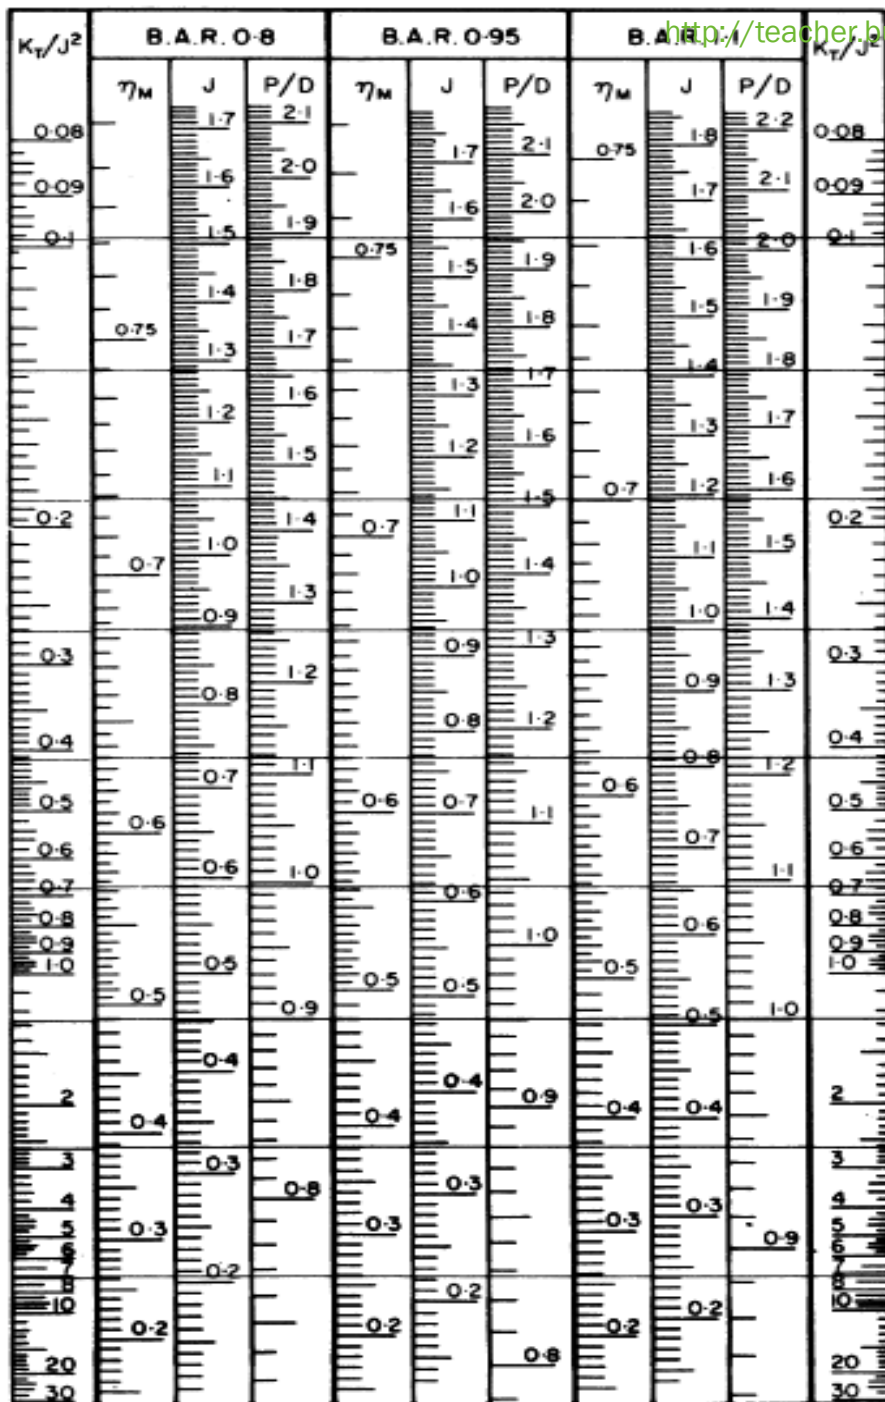 http://teacher.bu
K_T/J² B.A.R. 0·8 B.A.R. 0·95 B.A.R. 1·1 K_T/J²
η_M J P/D η_M J P/D η_M J P/D
1·7 2·1 2·2
0·08 1·8 0·08
2·1
0·75
1·7
2·0
1·6 2·1
0·09 1·7 0·09
2·0
1·6
1·9
1·5 0·1
0·1 1·6 2·0
0·75
1·9
1·5
1·8
1·4 1·9
1·5
1·8
0·75 1·4
1·7
1·3 1·8
1·4
1·7
1·3
1·6
1·2 1·7
1·3
1·6
1·2
1·5
1·1 1·6
0·7 1·2
1·5
1·1
0·2 1·4 0·2
0·7
1·0 1·1 1·5
0·7 1·4
1·0
1·3
0·9 1·0 1·4
1·3
0·3 0·9 0·3
1·2 0·9 1·3
0·8
0·8 1·2
0·4 0·4
0·8
1·1 1·2
0·7 0·6
0·5 0·6 0·7 0·5
1·1
0·6 0·7
0·6 0·6
0·6 1·0 1·1
0·7 0·6 0·7
0·8 0·6 0·8
0·9 1·0 0·9
1·0 0·5 0·5 1·0
0·5 0·5
0·5 0·9 0·5 1·0
0·4
0·4
2 0·9 2
0·4 0·4 0·4
0·4
3 0·3 3
0·3
0·8
4 0·3 4
0·3
5 0·3 0·3 5
6 0·9 6
7 0·2 7
8 0·2 8
10 10
0·2
0·2 0·2 0·2
20 0·8 20
30 30